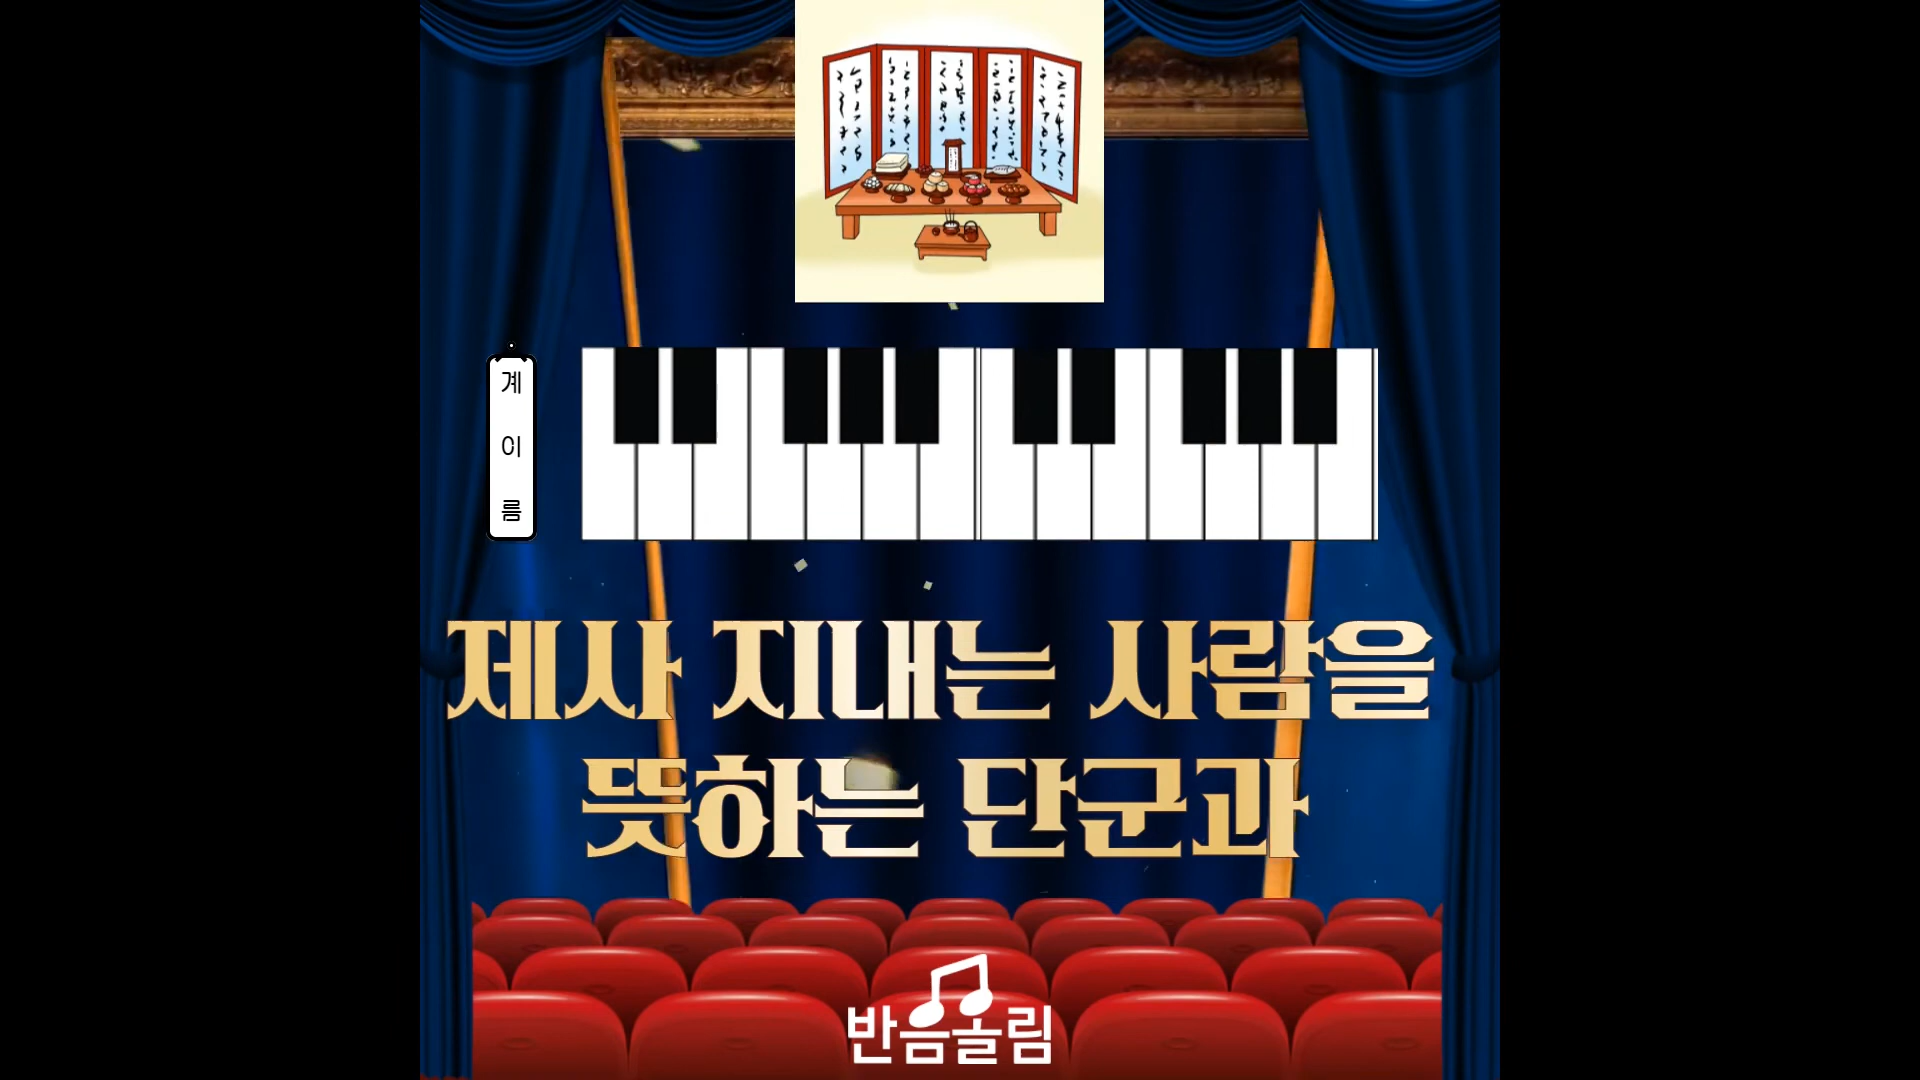 계
이
름
제사 지내는 사람을
뜻하는 단군과
반음올림